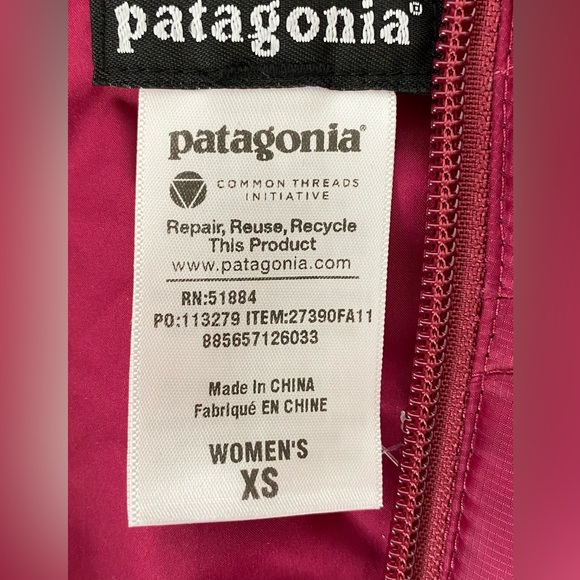 patagonia®
patagonia®
COMMON THREADS
INITIATIVE
Repair, Reuse, Recycle
This Product
www.patagonia.com
RN:51884
PO:113279 ITEM:27390FA11
885657126033
Made in CHINA
Fabriqué EN CHINE
WOMEN'S
XS